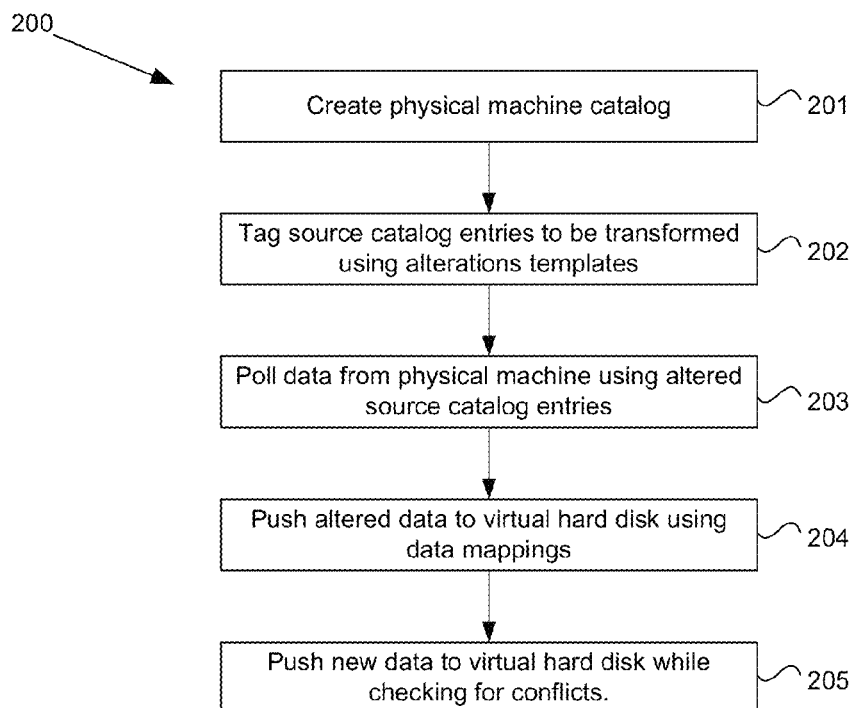 200
Create physical machine catalog
201
Tag source catalog entries to be transformed
using alterations templates
202
Poll data from physical machine using altered
source catalog entries
203
Push altered data to virtual hard disk using
data mappings
204
Push new data to virtual hard disk while
checking for conflicts.
205